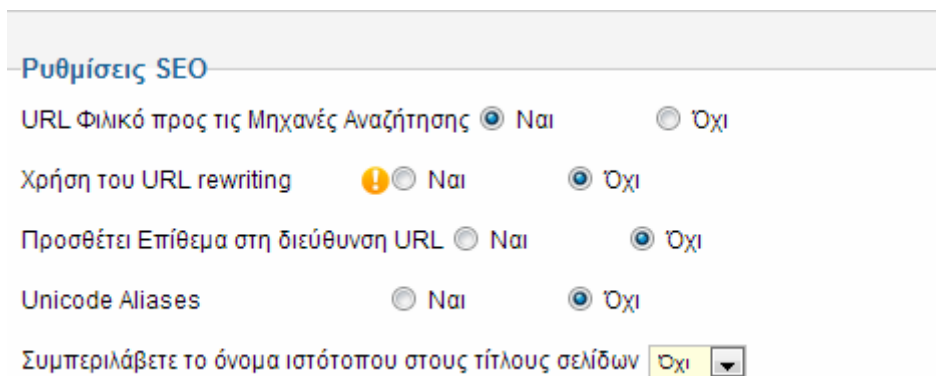 Ρυθμίσεις SEO
URL Φιλικό προς τις Μηχανές Αναζήτησης Ναι Όχι
Χρήση του URL rewriting Ναι Όχι
Προσθέτει Επίθεμα στη διεύθυνση URL Ναι Όχι
Unicode Aliases Ναι Όχι
Συμπεριλάβετε το όνομα ιστότοπου στους τίτλους σελίδων Όχι